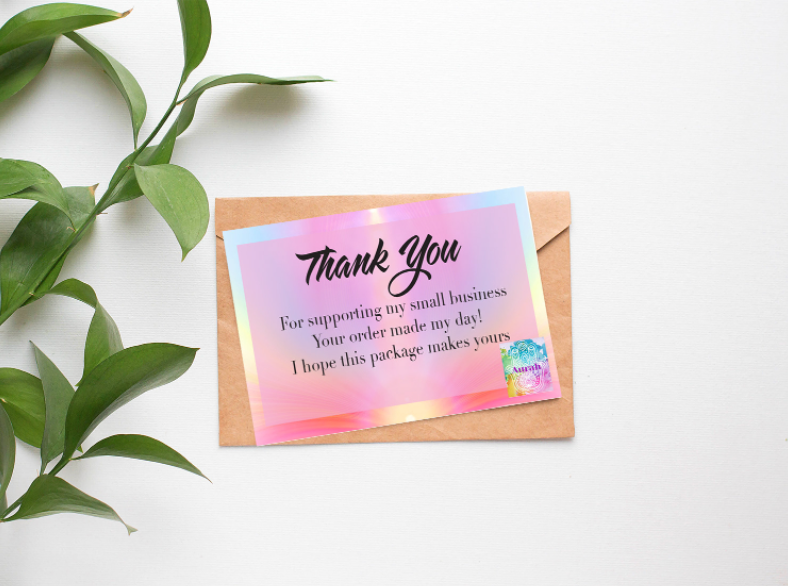 Thank You
For supporting my small business
Your order made my day!
I hope this package makes yours
Aurah